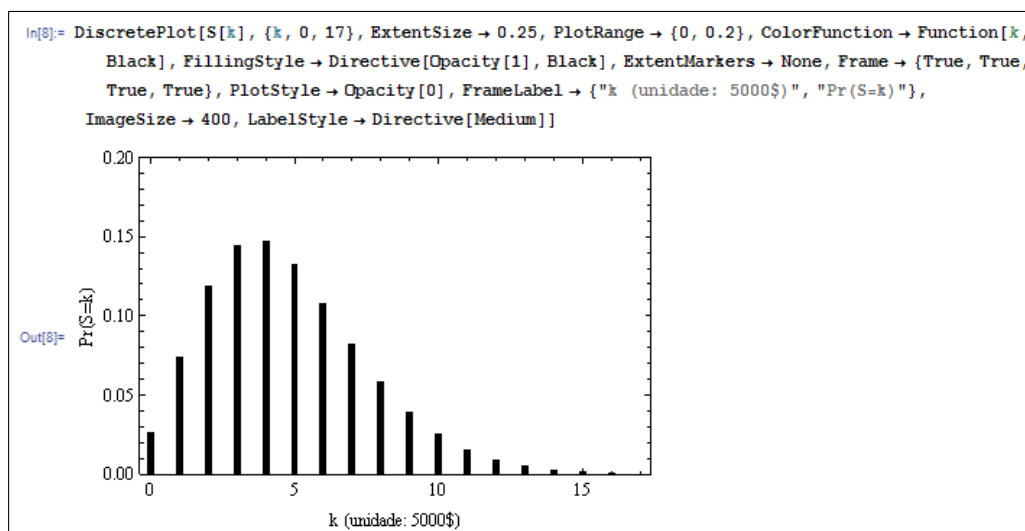 In[8]:= DiscretePlot[S[k], {k, 0, 17}, ExtentSize → 0.25, PlotRange → {0, 0.2}, ColorFunction → Function[k,
Black], FillingStyle → Directive[Opacity[1], Black], ExtentMarkers → None, Frame → {True, True,
True, True}, PlotStyle → Opacity[0], FrameLabel → {"k (unidade: 5000$)", "Pr(S=k)"},
ImageSize → 400, LabelStyle → Directive[Medium]]
0.20
0.15
0.10
0.05
0.00
Out[8]=
Pr(S=k)
0 5 10 15
k (unidade: 5000$)